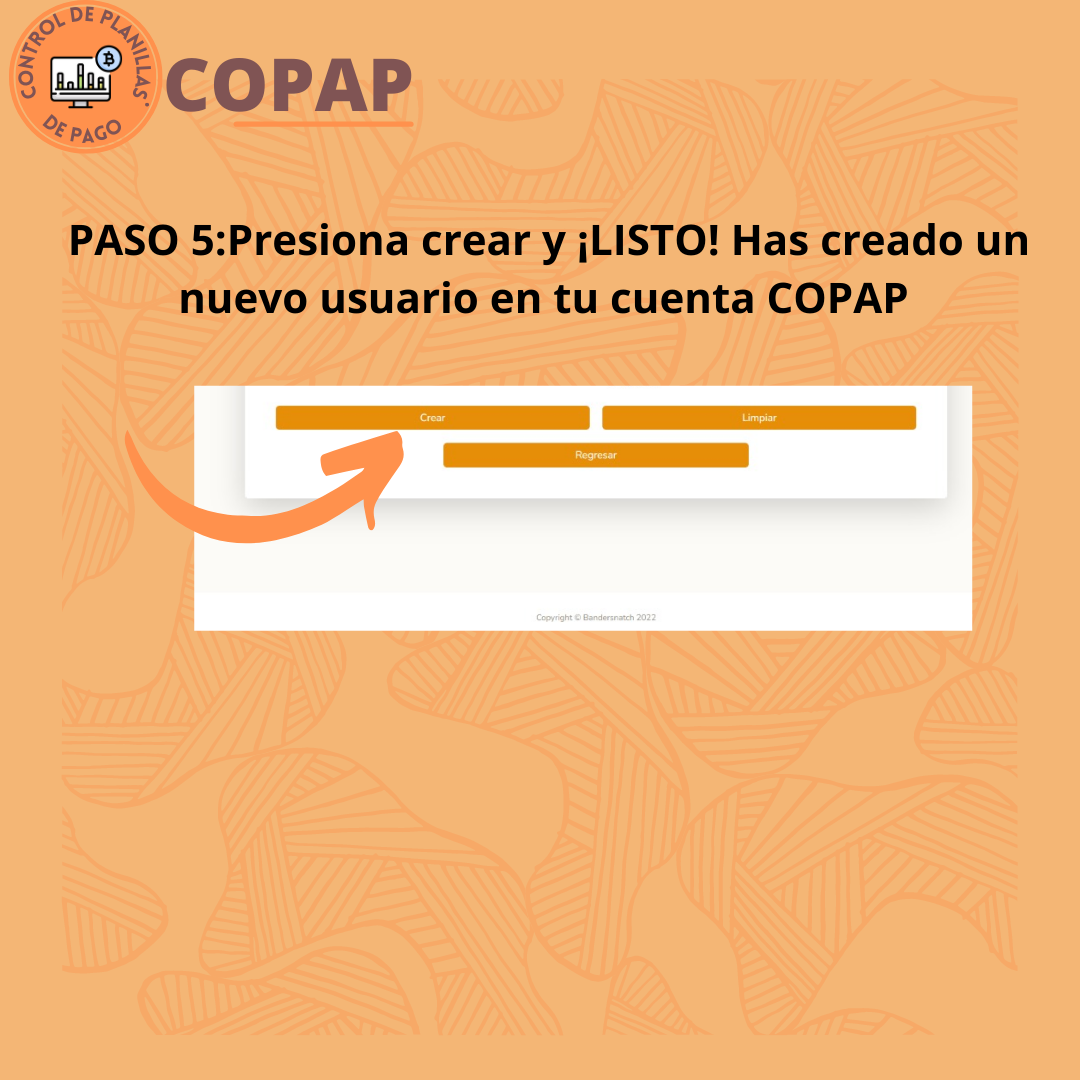 CONTROL DE PLANILLAS
DE PAGO
COPAP
PASO 5:Presiona crear y ¡LISTO! Has creado un
nuevo usuario en tu cuenta COPAP
Crear
Limpiar
Regresar
Copyright © Bandersnatch 2022